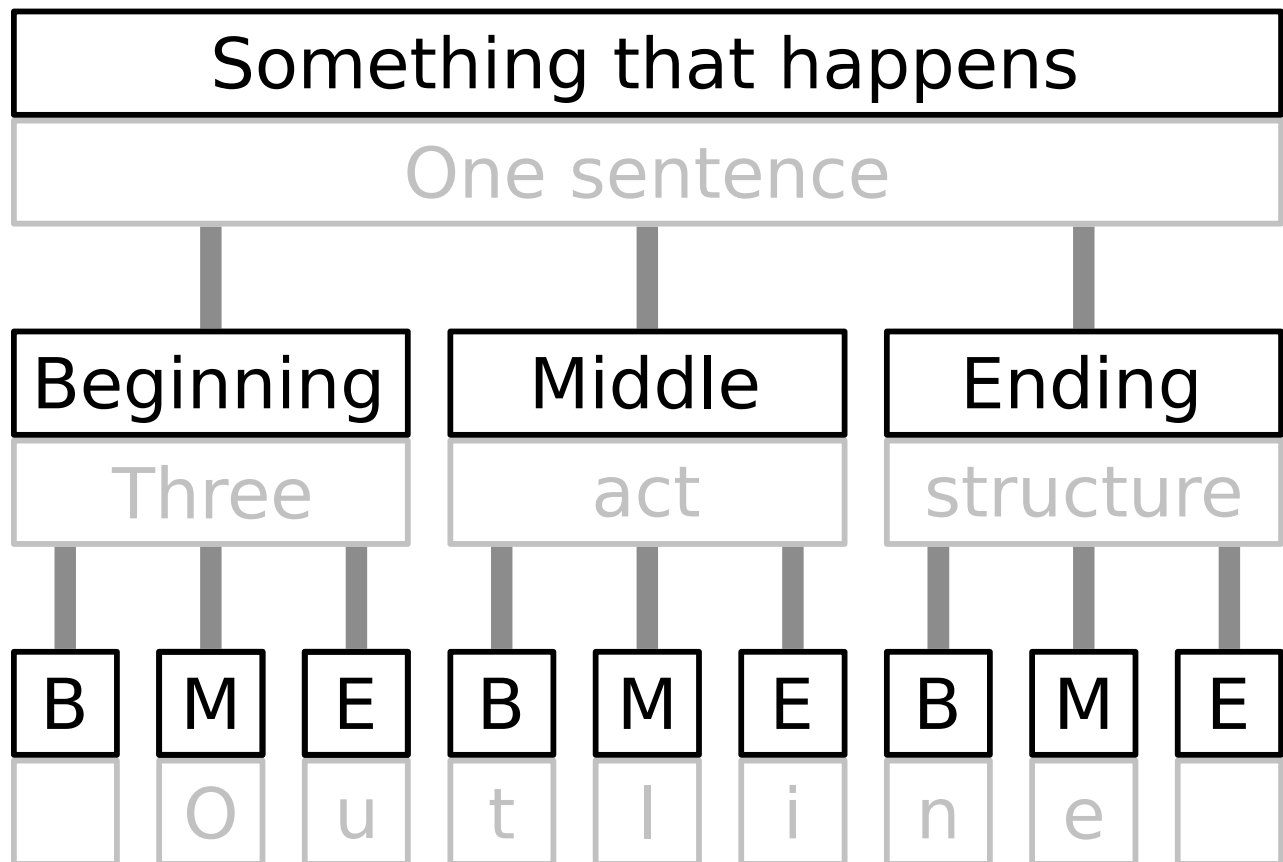 Something that happens
One sentence
Beginning Middle Ending
Three act structure
B M E B M E B M E
O u t l i n e